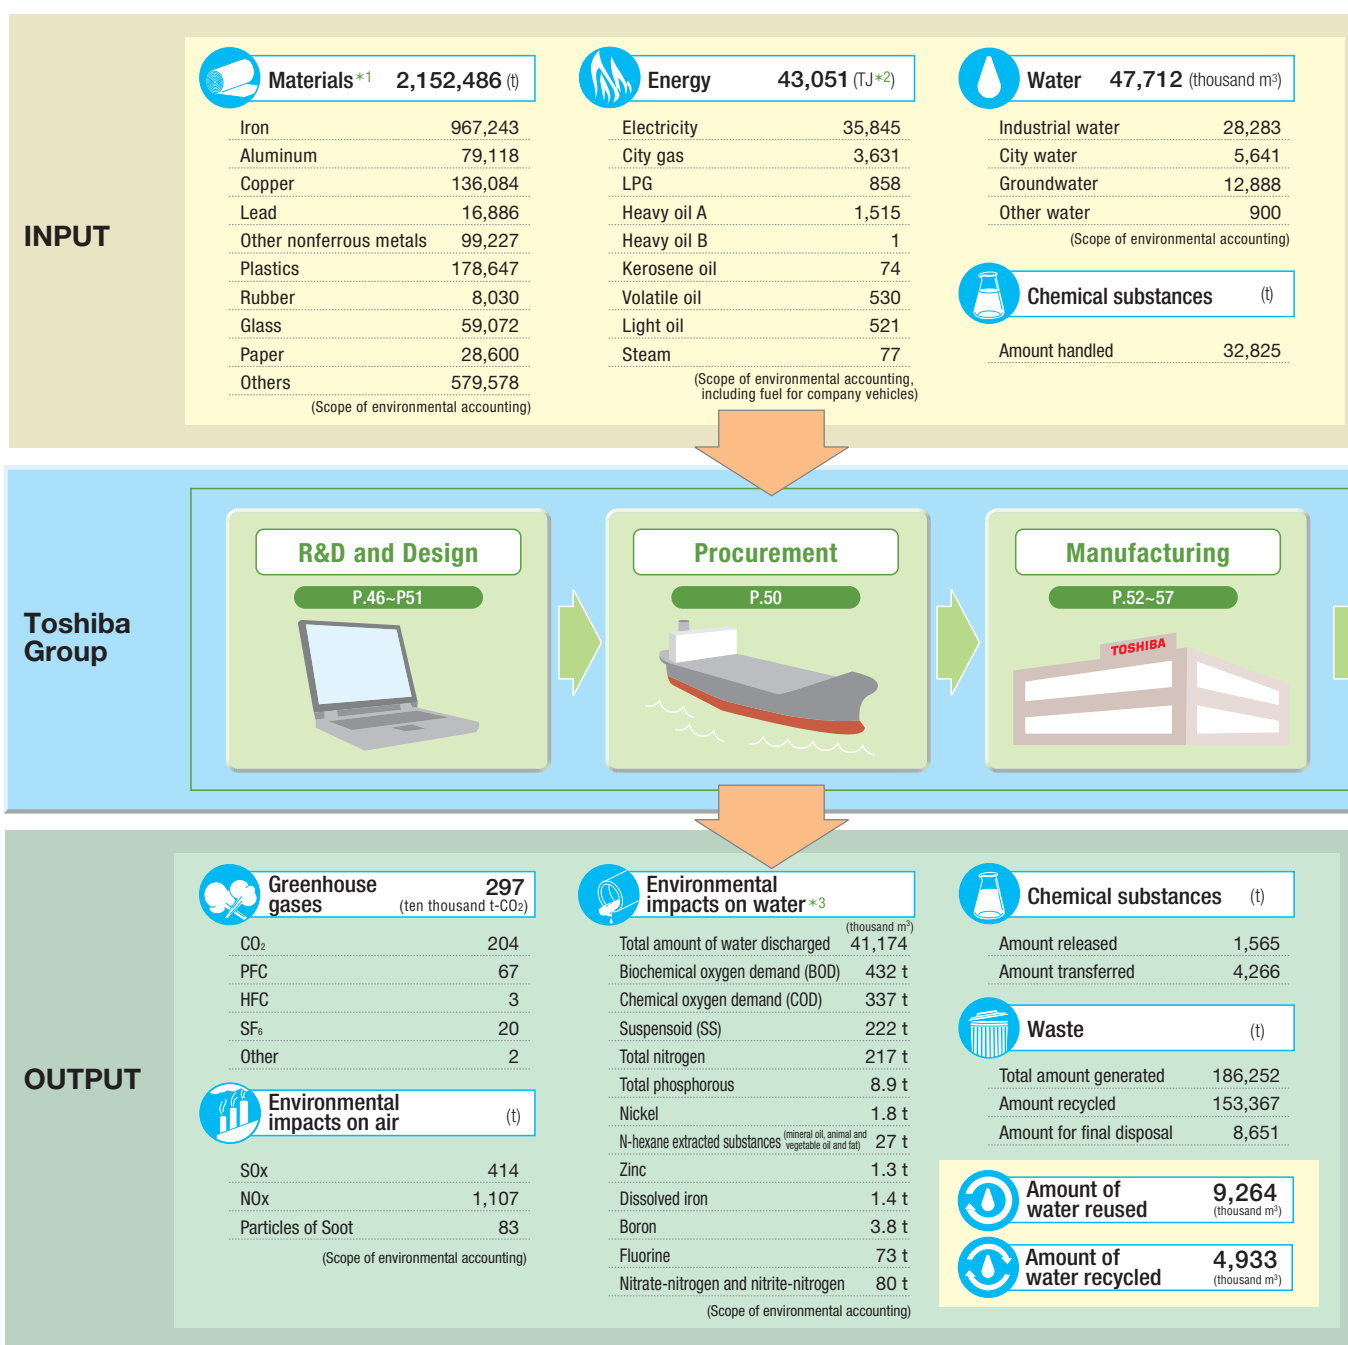 INPUT
Materials*1 2,152,486 (t)
Iron 967,243
Aluminum 79,118
Copper 136,084
Lead 16,886
Other nonferrous metals 99,227
Plastics 178,647
Rubber 8,030
Glass 59,072
Paper 28,600
Others 579,578
(Scope of environmental accounting)
Energy 43,051 (TJ*2)
Electricity 35,845
City gas 3,631
LPG 858
Heavy oil A 1,515
Heavy oil B 1
Kerosene oil 74
Volatile oil 530
Light oil 521
Steam 77
(Scope of environmental accounting,
including fuel for company vehicles)
Water 47,712 (thousand m3)
Industrial water 28,283
City water 5,641
Groundwater 12,888
Other water 900
(Scope of environmental accounting)
Chemical substances (t)
Amount handled 32,825
Toshiba
Group
R&D and Design
P.46~P51
Procurement
P.50
Manufacturing
P.52~57
TOSHIBA
OUTPUT
Greenhouse
gases
297
(ten thousand t-CO2)
CO2 204
PFC 67
HFC 3
SF6 20
Other 2
Environmental
impacts on air (t)
SOx 414
NOx 1,107
Particles of Soot 83
(Scope of environmental accounting)
Environmental
impacts on water*3
(thousand m3)
Total amount of water discharged 41,174
Biochemical oxygen demand (BOD) 432 t
Chemical oxygen demand (COD) 337 t
Suspensoid (SS) 222 t
Total nitrogen 217 t
Total phosphorous 8.9 t
Nickel 1.8 t
N-hexane extracted substances (mineral oil, animal and vegetable oil and fat) 27 t
Zinc 1.3 t
Dissolved iron 1.4 t
Boron 3.8 t
Fluorine 73 t
Nitrate-nitrogen and nitrite-nitrogen 80 t
(Scope of environmental accounting)
Chemical substances (t)
Amount released 1,565
Amount transferred 4,266
Waste (t)
Total amount generated 186,252
Amount recycled 153,367
Amount for final disposal 8,651
Amount of
water reused
9,264
(thousand m3)
Amount of
water recycled
4,933
(thousand m3)